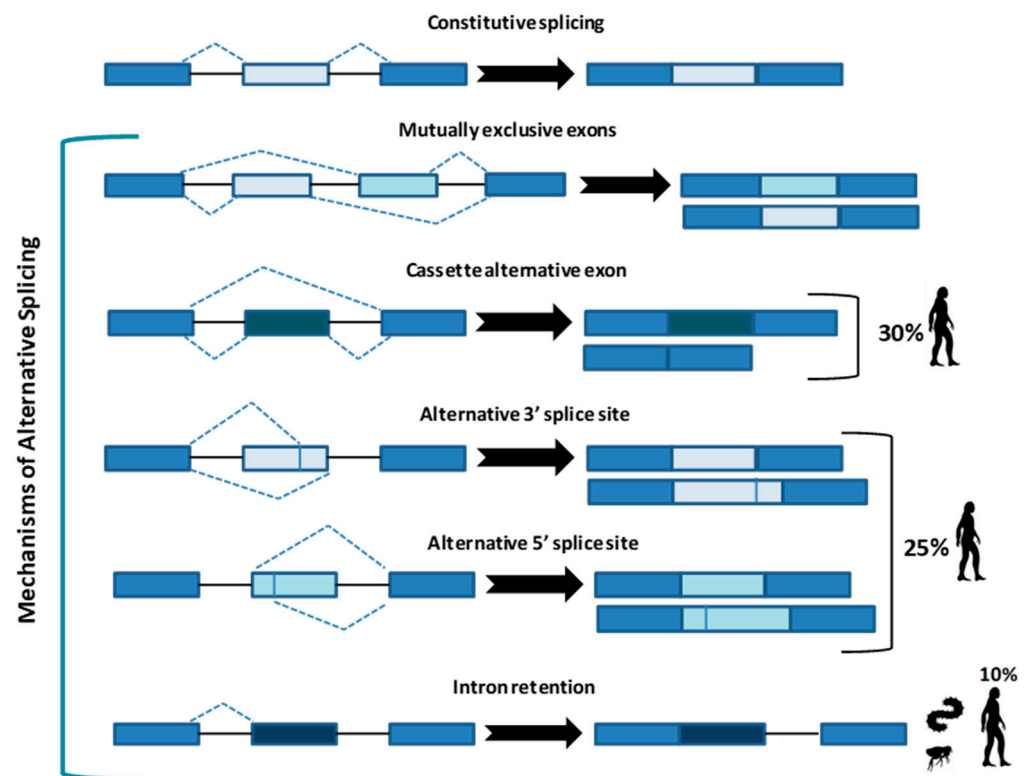 Constitutive splicing
Mutually exclusive exons
Mechanisms of Alternative Splicing
Cassette alternative exon
30%
Alternative 3' splice site
Alternative 5' splice site
25%
Intron retention
10%